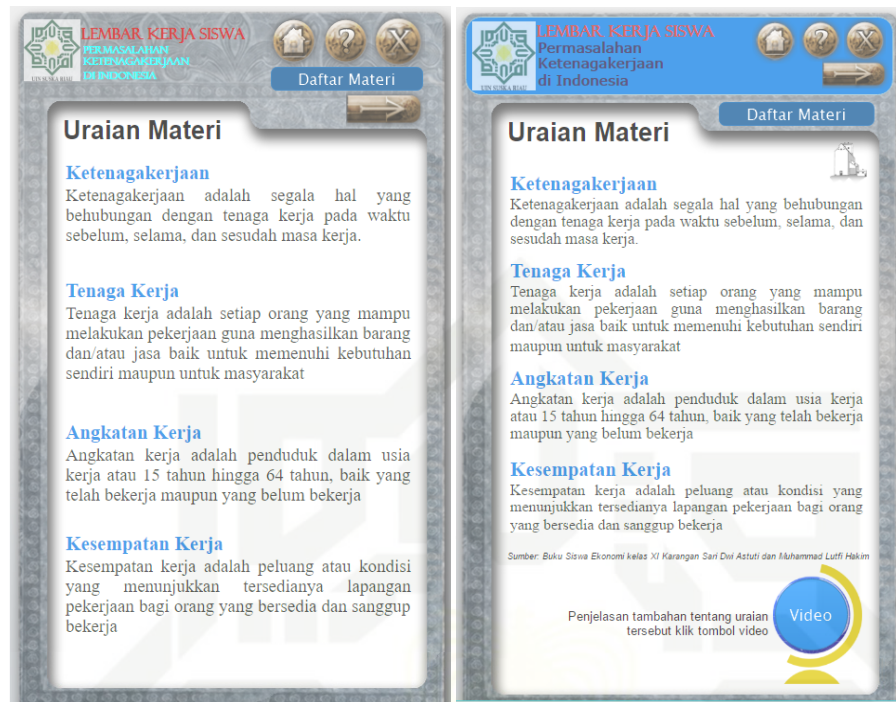 LEMBAR KERJA SISWA
PERMASALAHAN
KETENAGAKERJAAN
DI INDONESIA
UIN SUSKA RIAU
?
X
Daftar Materi
Uraian Materi
Ketenagakerjaan
Ketenagakerjaan adalah segala hal yang
behubungan dengan tenaga kerja pada waktu
sebelum, selama, dan sesudah masa kerja.
Tenaga Kerja
Tenaga kerja adalah setiap orang yang mampu
melakukan pekerjaan guna menghasilkan barang
dan/atau jasa baik untuk memenuhi kebutuhan
sendiri maupun untuk masyarakat
Angkatan Kerja
Angkatan kerja adalah penduduk dalam usia
kerja atau 15 tahun hingga 64 tahun, baik yang
telah bekerja maupun yang belum bekerja
Kesempatan Kerja
Kesempatan kerja adalah peluang atau kondisi
yang menunjukkan tersedianya lapangan
pekerjaan bagi orang yang bersedia dan sanggup
bekerja
LEMBAR KERJA SISWA
Permasalahan
Ketenagakerjaan
di Indonesia
UIN SUSKA RIAU
?
X
Daftar Materi
Uraian Materi
Ketenagakerjaan
Ketenagakerjaan adalah segala hal yang behubungan
dengan tenaga kerja pada waktu sebelum, selama, dan
sesudah masa kerja.
Tenaga Kerja
Tenaga kerja adalah setiap orang yang mampu
melakukan pekerjaan guna menghasilkan barang
dan/atau jasa baik untuk memenuhi kebutuhan sendiri
maupun untuk masyarakat
Angkatan Kerja
Angkatan kerja adalah penduduk dalam usia kerja
atau 15 tahun hingga 64 tahun, baik yang telah bekerja
maupun yang belum bekerja
Kesempatan Kerja
Kesempatan kerja adalah peluang atau kondisi yang
menunjukkan tersedianya lapangan pekerjaan bagi orang
yang bersedia dan sanggup bekerja
Sumber: Buku Siswa Ekonomi kelas XI Karangan Sari Dwi Astuti dan Muhammad Lutfi Hakim
Penjelasan tambahan tentang uraian
tersebut klik tombol video
Video